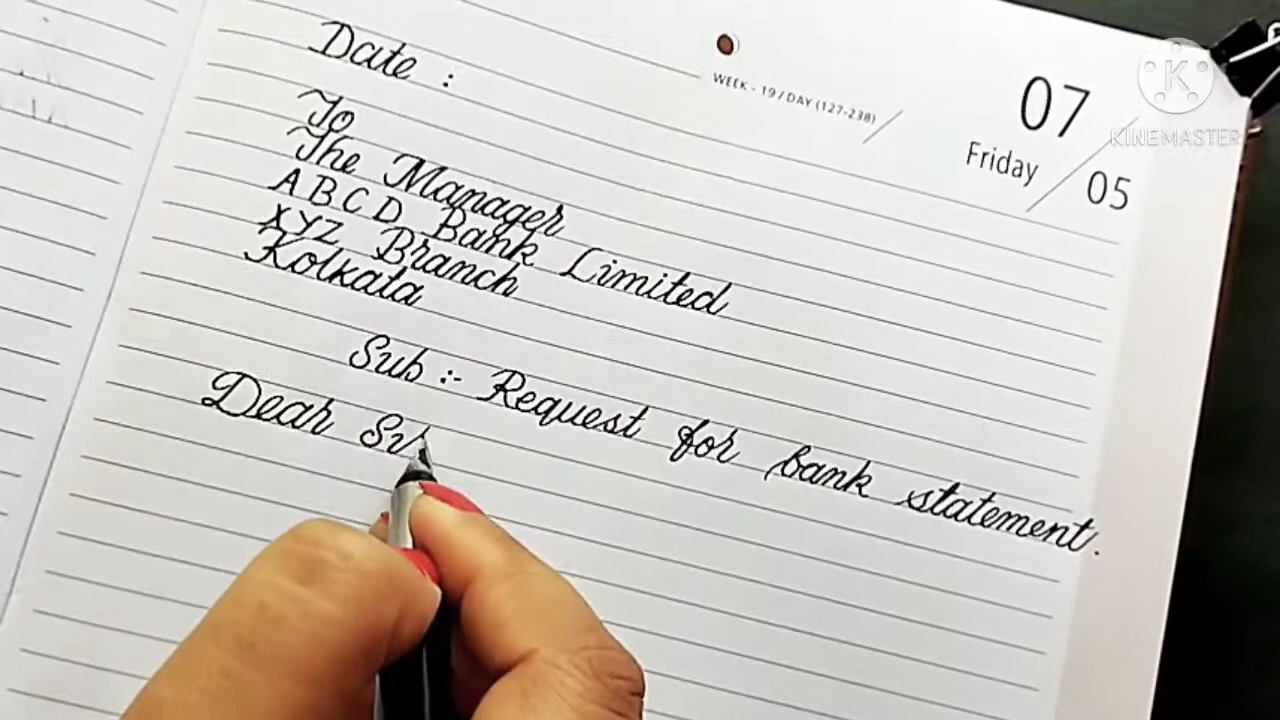 WEEK - 19 / DAY (127-238)
07
Friday
05
KINEMASTER
Date :
To
The Manager
ABCD Bank Limited
XYZ Branch
Kolkata
Sub :- Request for bank statement.
Dear